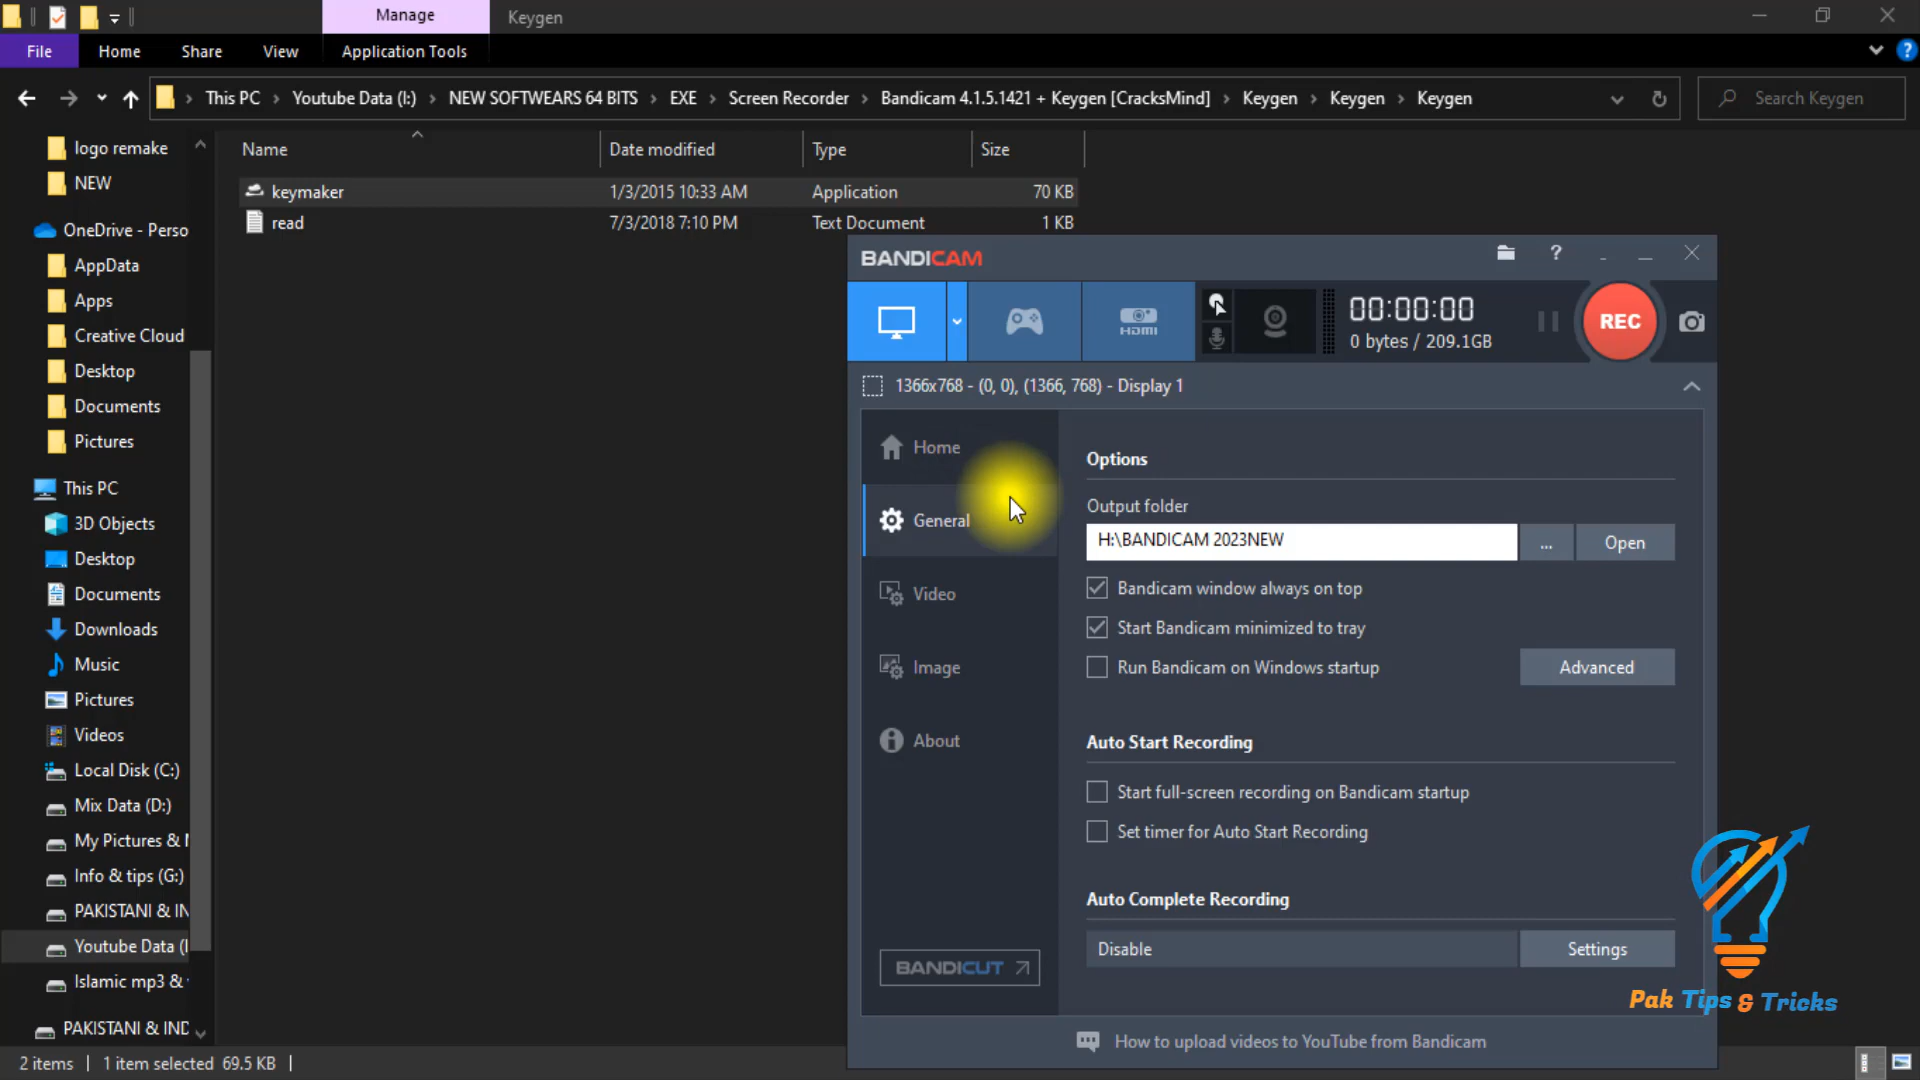 Manage
Keygen
File
Home
Share
View
Application Tools
This PC
Youtube Data (I:)
NEW SOFTWEARS 64 BITS
EXE
Screen Recorder
Bandicam 4.1.5.1421 + Keygen [CracksMind]
Keygen
Keygen
Keygen
Search Keygen
Name
Date modified
Type
Size
keymaker
1/3/2015 10:33 AM
Application
70 KB
read
7/3/2018 7:10 PM
Text Document
1 KB
logo remake
NEW
OneDrive - Perso
AppData
Apps
Creative Cloud
Desktop
Documents
Pictures
This PC
3D Objects
Desktop
Documents
Downloads
Music
Pictures
Videos
Local Disk (C:)
Mix Data (D:)
My Pictures &
Info & tips (G:)
PAKISTANI & IN
Youtube Data (I
Islamic mp3 &
PAKISTANI & IND
2 items
1 item selected 69.5 KB
BANDICAM
?
HDMI
00:00:00
0 bytes / 209.1GB
REC
1366x768 - (0, 0), (1366, 768) - Display 1
Home
General
Video
Image
About
BANDICUT
Options
Output folder
H:\BANDICAM 2023NEW
...
Open
Bandicam window always on top
Start Bandicam minimized to tray
Run Bandicam on Windows startup
Advanced
Auto Start Recording
Start full-screen recording on Bandicam startup
Set timer for Auto Start Recording
Auto Complete Recording
Disable
Settings
How to upload videos to YouTube from Bandicam
Pak Tips & Tricks